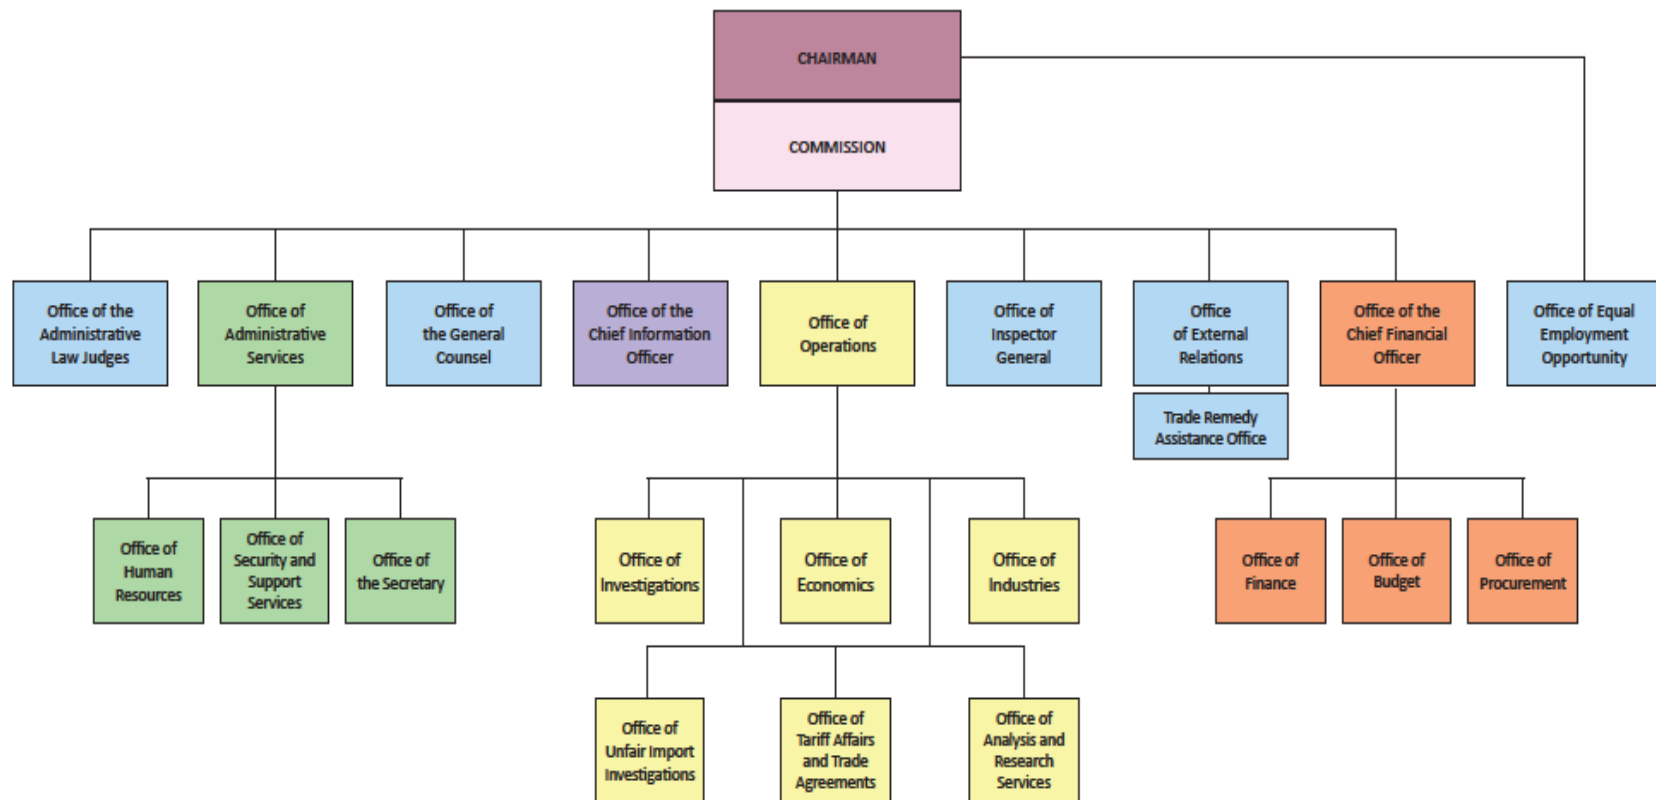 CHAIRMAN
COMMISSION
Office of the
Administrative
Law Judges
Office of
Administrative
Services
Office of
the General
Counsel
Office of the
Chief Information
Officer
Office of
Operations
Office of
Inspector
General
Office
of External
Relations
Office of the
Chief Financial
Officer
Office of Equal
Employment
Opportunity
Trade Remedy
Assistance Office
Office of
Human
Resources
Office of
Security and
Support
Services
Office of
the Secretary
Office of
Investigations
Office of
Economics
Office of
Industries
Office of
Finance
Office of
Budget
Office of
Procurement
Office of
Unfair Import
Investigations
Office of
Tariff Affairs
and Trade
Agreements
Office of
Analysis and
Research
Services